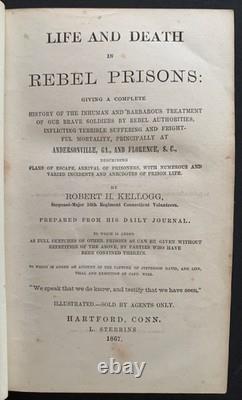 LIFE AND DEATH
IN
REBEL PRISONS:
GIVING A COMPLETE
HISTORY OF THE INHUMAN AND BARBAROUS TREATMENT
OF OUR BRAVE SOLDIERS BY REBEL AUTHORITIES,
INFLICTING TERRIBLE SUFFERING AND FRIGHT-
FUL MORTALITY, PRINCIPALLY AT
ANDERSONVILLE, GA., AND FLORENCE, S. C.,
DESCRIBING
PLANS OF ESCAPE, ARRIVAL OF PRISONERS, WITH NUMEROUS AND
VARIED INCIDENTS AND ANECDOTES OF PRISON LIFE.
BY
ROBERT H. KELLOGG,
Sergeant-Major 16th Regiment Connecticut Volunteers.
PREPARED FROM HIS DAILY JOURNAL.
TO WHICH IS ADDED
AS FULL SKETCHES OF OTHER PRISONS AS CAN BE GIVEN WITHOUT
REPETITION OF THE ABOVE, BY PARTIES WHO HAVE
BEEN CONFINED THEREIN.
TO WHICH IS ADDED AN ACCOUNT OF THE CAPTURE OF JEFFERSON DAVIS, AND LIFE,
TRIAL AND EXECUTION OF CAPT. WIRZ.
"We speak that we do know, and testify that we have seen."
ILLUSTRATED.—SOLD BY AGENTS ONLY.
HARTFORD, CONN.
L. STEBBINS
1867.
© 111.com